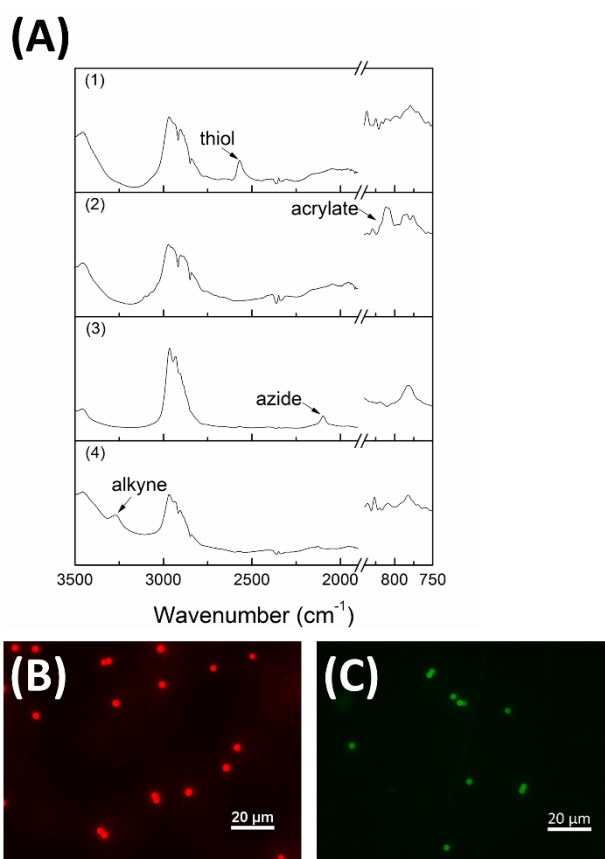 (A)
(1)
thiol
(2)
acrylate
(3)
azide
(4)
alkyne
3500 3000 2500 2000 800 750
Wavenumber (cm⁻¹)
(B) (C)
20 µm 20 µm